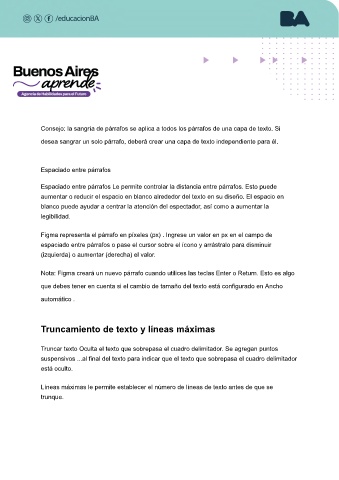 /educacionBA
BA
Buenos Aires
aprende
Agencia de Habilidades para el Futuro
Consejo: la sangría de párrafos se aplica a todos los párrafos de una capa de texto. Si
desea sangrar un solo párrafo, deberá crear una capa de texto independiente para él.
Espaciado entre párrafos
Espaciado entre párrafos Le permite controlar la distancia entre párrafos. Esto puede
aumentar o reducir el espacio en blanco alrededor del texto en su diseño. El espacio en
blanco puede ayudar a centrar la atención del espectador, así como a aumentar la
legibilidad.
Figma representa el párrafo en píxeles (px) . Ingrese un valor en px en el campo de
espaciado entre párrafos o pase el cursor sobre el ícono y arrástralo para disminuir
(izquierda) o aumentar (derecha) el valor.
Nota: Figma creará un nuevo párrafo cuando utilices las teclas Enter o Return. Esto es algo
que debes tener en cuenta si el cambio de tamaño del texto está configurado en Ancho
automático .
Truncamiento de texto y líneas máximas
Truncar texto Oculta el texto que sobrepasa el cuadro delimitador. Se agregan puntos
suspensivos ...al final del texto para indicar que el texto que sobrepasa el cuadro delimitador
está oculto.
Líneas máximas le permite establecer el número de líneas de texto antes de que se
trunque.